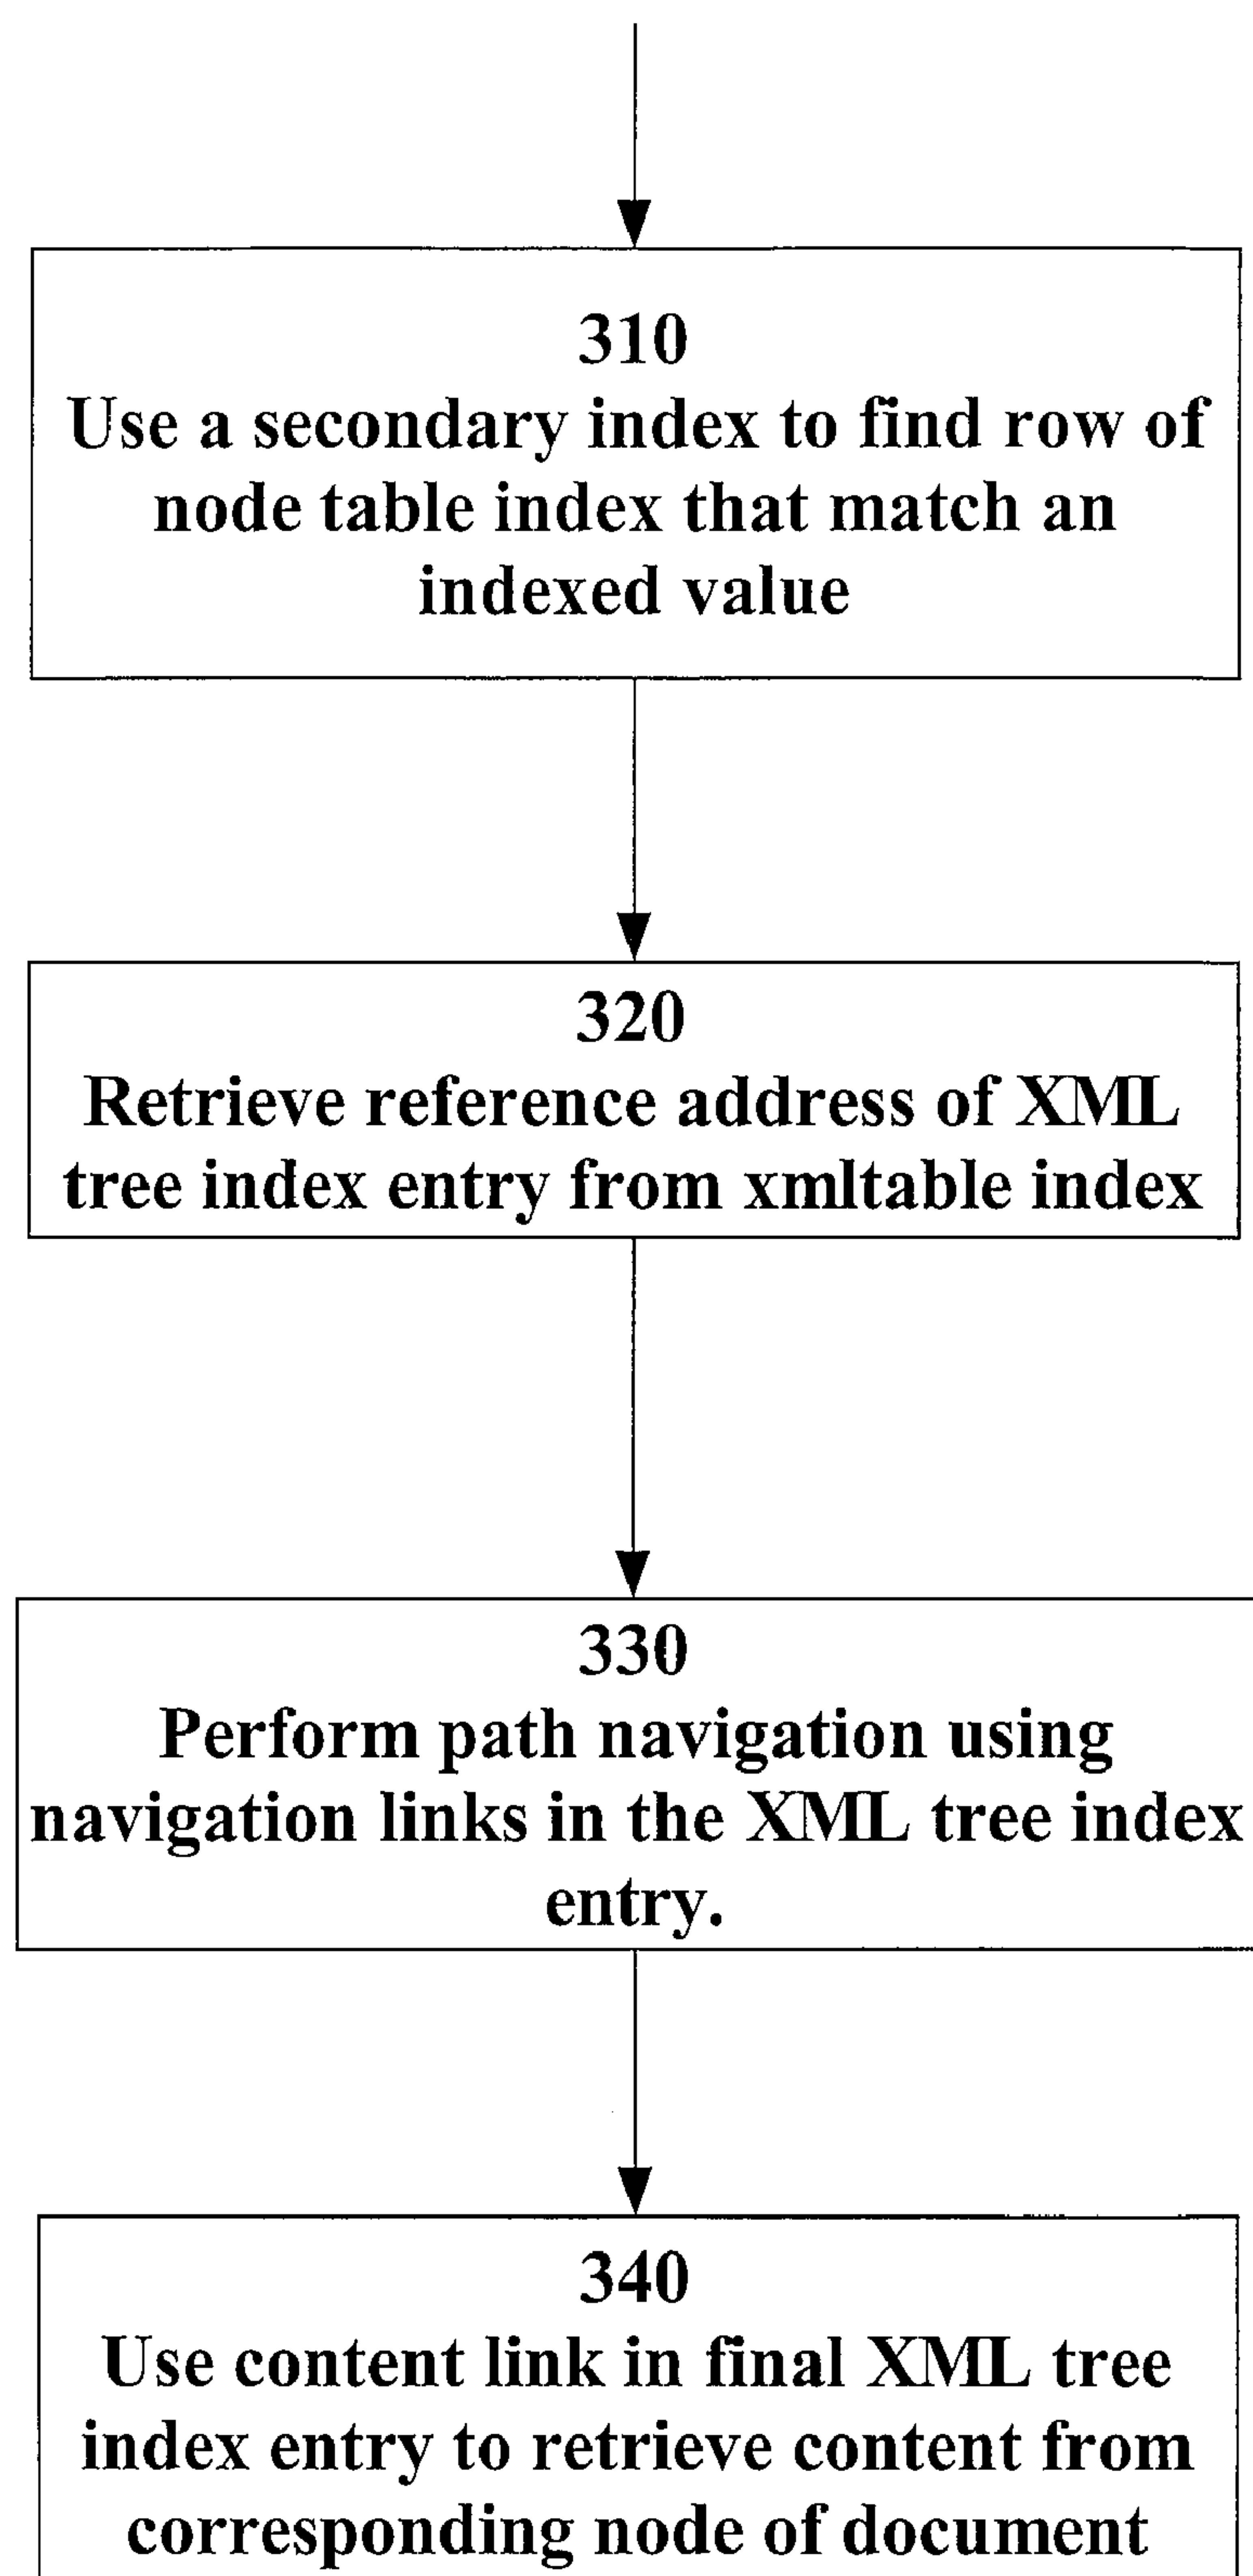 310
Use a secondary index to find row of
node table index that match an
indexed value
320
Retrieve reference address of XML
tree index entry from xmltable index
330
Perform path navigation using
navigation links in the XML tree index
entry.
340
Use content link in final XML tree
index entry to retrieve content from
corresponding node of document